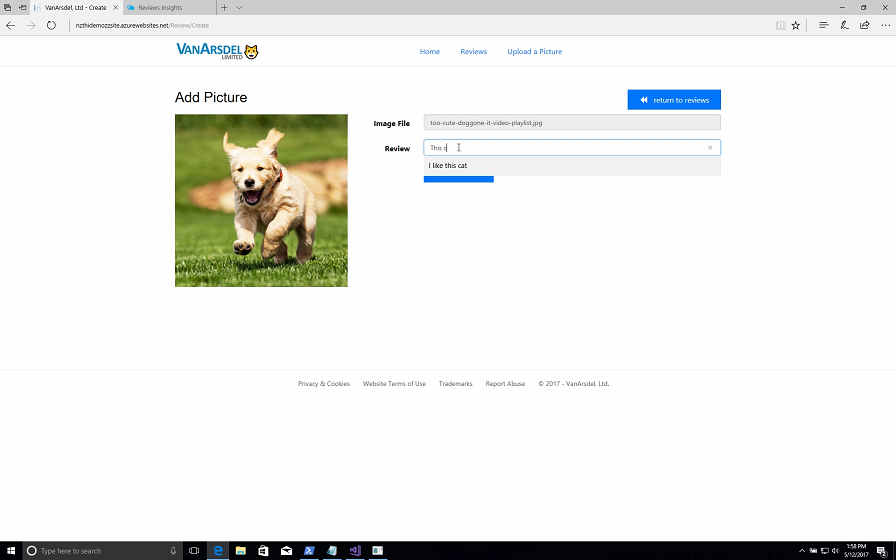 VanArsdel, Ltd - Create
Reviews Insights
nzthidemozzsite.azurewebsites.net/Review/Create
VANARSDEL
LIMITED
Home
Reviews
Upload a Picture
Add Picture
return to reviews
Image File
too-cute-doggone-it-video-playlist.jpg
Review
This c
I like this cat
Privacy & Cookies
Website Terms of Use
Trademarks
Report Abuse
© 2017 - VanArsdel, Ltd.
Type here to search
1:58 PM
5/12/2017